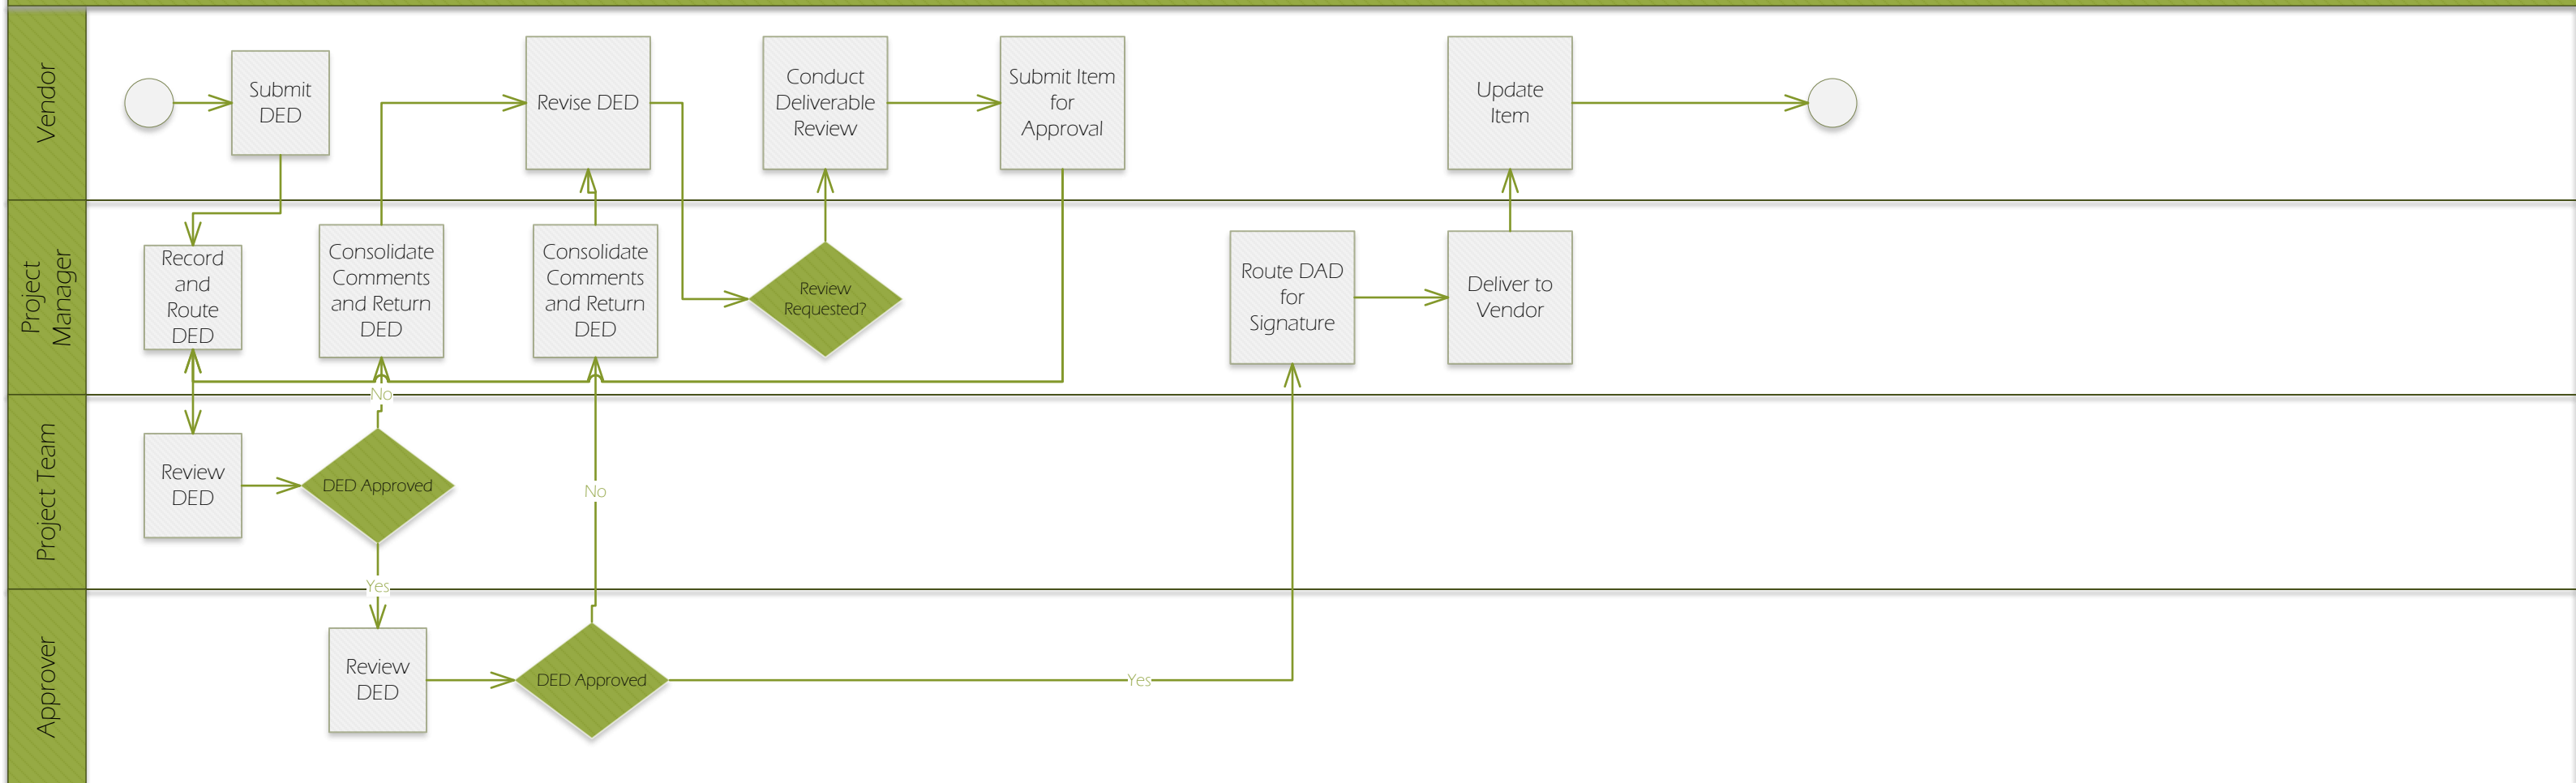 Vendor
Submit
DED
Revise DED
Conduct
Deliverable
Review
Submit Item
for
Approval
Update
Item
Project
Manager
Record
and
Route
DED
Consolidate
Comments
and Return
DED
Consolidate
Comments
and Return
DED
Review
Requested?
Route DAD
for
Signature
Deliver to
Vendor
No
Project Team
Review
DED
DED Approved
No
Yes
Approver
Review
DED
DED Approved
Yes